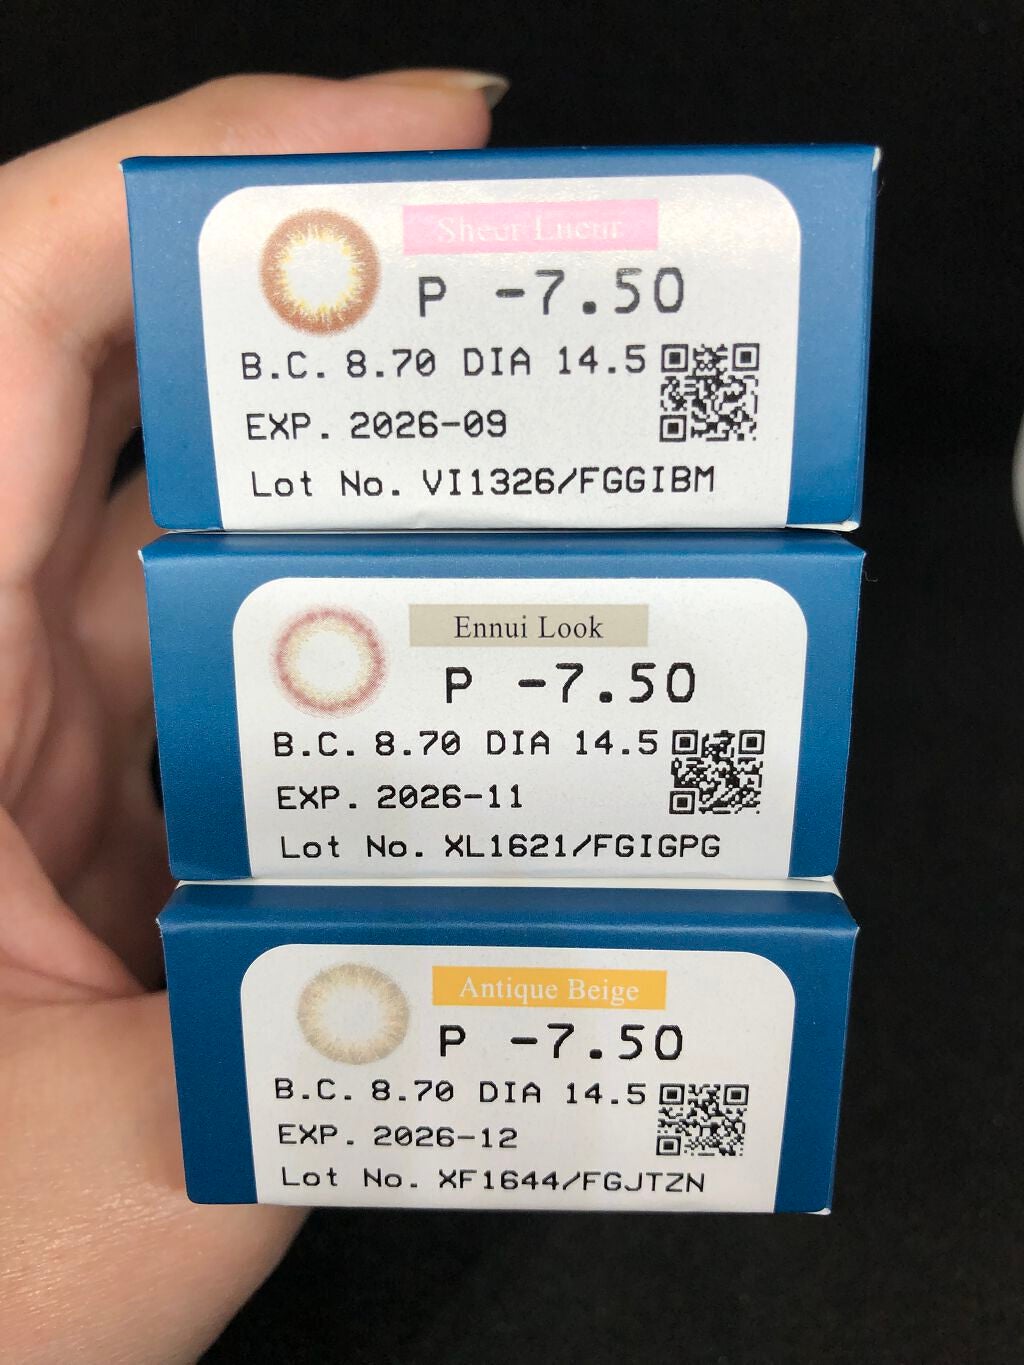 Sheer Lueur
P -7.50
B.C. 8.70 DIA 14.5
EXP. 2026-09
Lot No. VI1326/FGGIBM
Ennui Look
P -7.50
B.C. 8.70 DIA 14.5
EXP. 2026-11
Lot No. XL1621/FGIGPG
Antique Beige
P -7.50
B.C. 8.70 DIA 14.5
EXP. 2026-12
Lot No. XF1644/FGJTZN